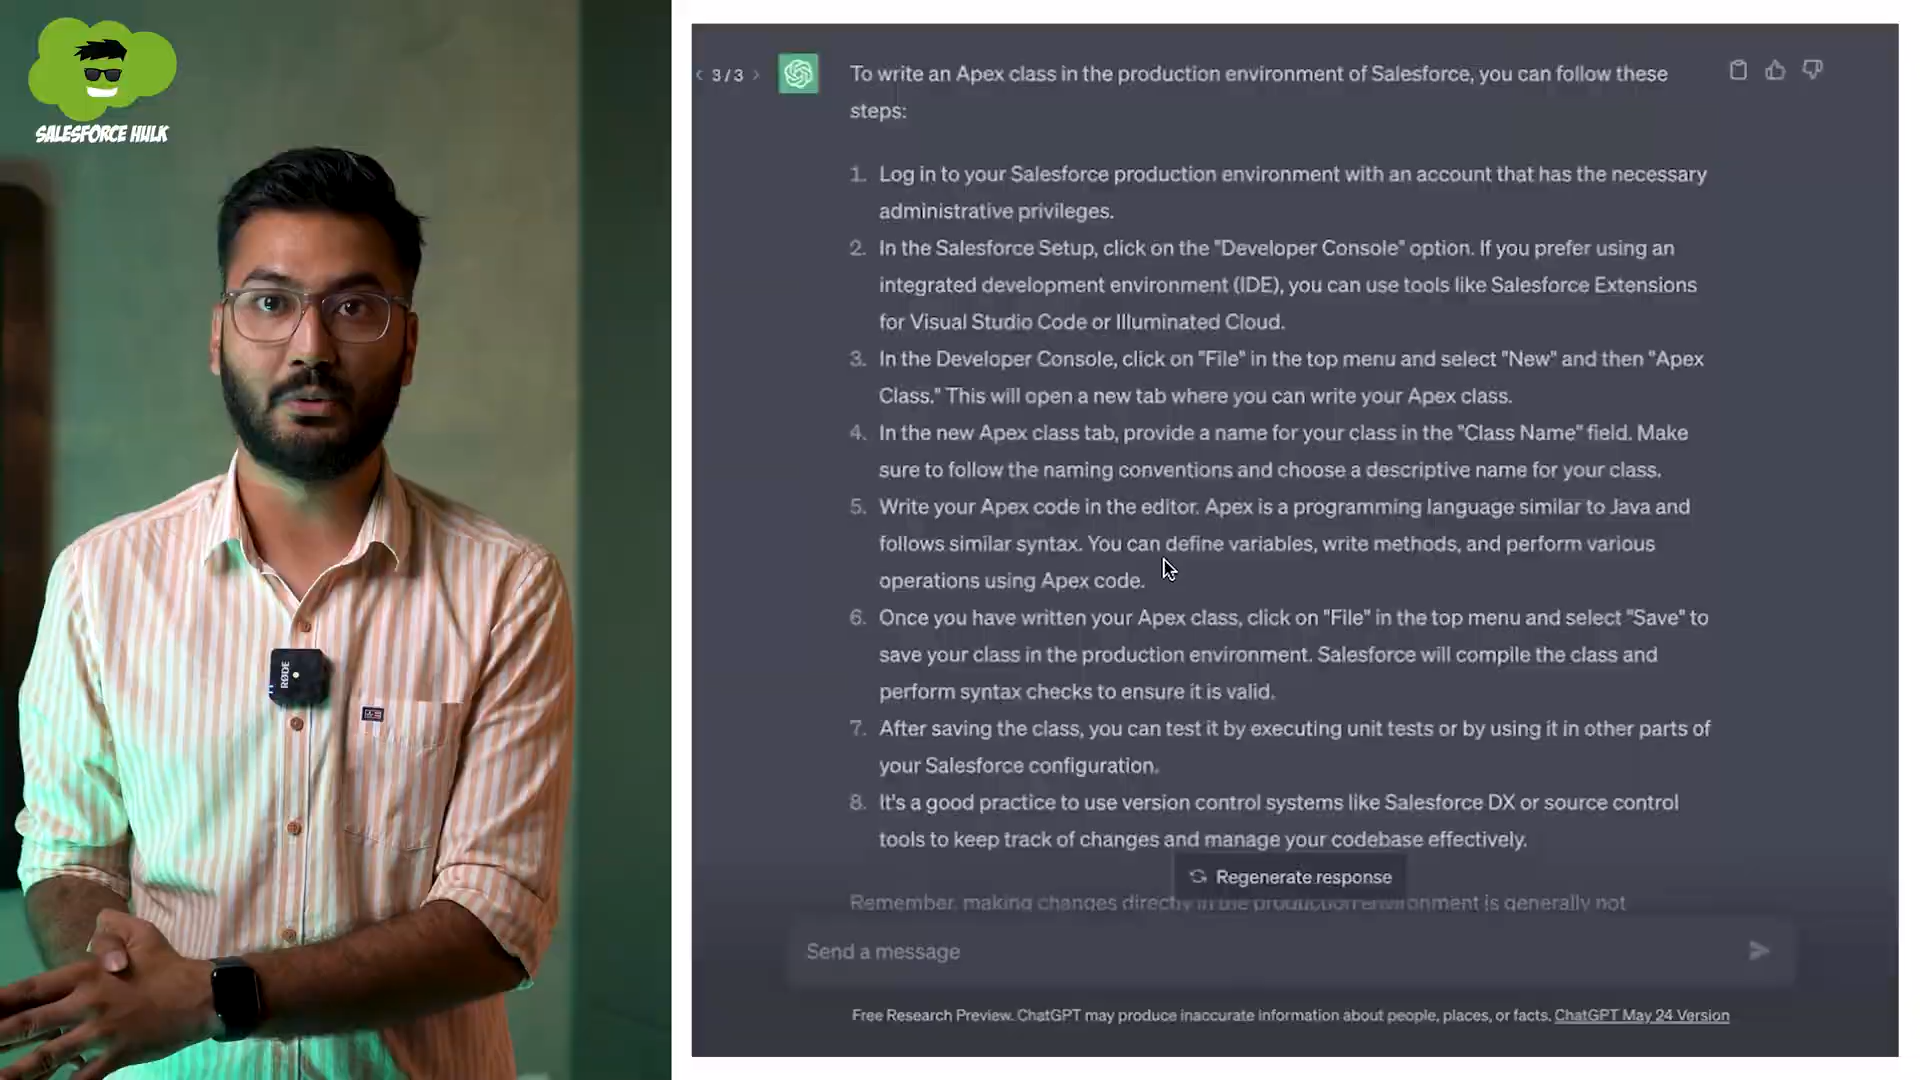 SALESFORCE HULK
RØDE
3/3
To write an Apex class in the production environment of Salesforce, you can follow these
steps:
1. Log in to your Salesforce production environment with an account that has the necessary
administrative privileges.
2. In the Salesforce Setup, click on the "Developer Console" option. If you prefer using an
integrated development environment (IDE), you can use tools like Salesforce Extensions
for Visual Studio Code or Illuminated Cloud.
3. In the Developer Console, click on "File" in the top menu and select "New" and then "Apex
Class." This will open a new tab where you can write your Apex class.
4. In the new Apex class tab, provide a name for your class in the "Class Name" field. Make
sure to follow the naming conventions and choose a descriptive name for your class.
5. Write your Apex code in the editor. Apex is a programming language similar to Java and
follows similar syntax. You can define variables, write methods, and perform various
operations using Apex code.
6. Once you have written your Apex class, click on "File" in the top menu and select "Save" to
save your class in the production environment. Salesforce will compile the class and
perform syntax checks to ensure it is valid.
7. After saving the class, you can test it by executing unit tests or by using it in other parts of
your Salesforce configuration.
8. It's a good practice to use version control systems like Salesforce DX or source control
tools to keep track of changes and manage your codebase effectively.
Regenerate response
Remember, making changes directly in the production environment is generally not
Send a message
Free Research Preview. ChatGPT may produce inaccurate information about people, places, or facts. ChatGPT May 24 Version